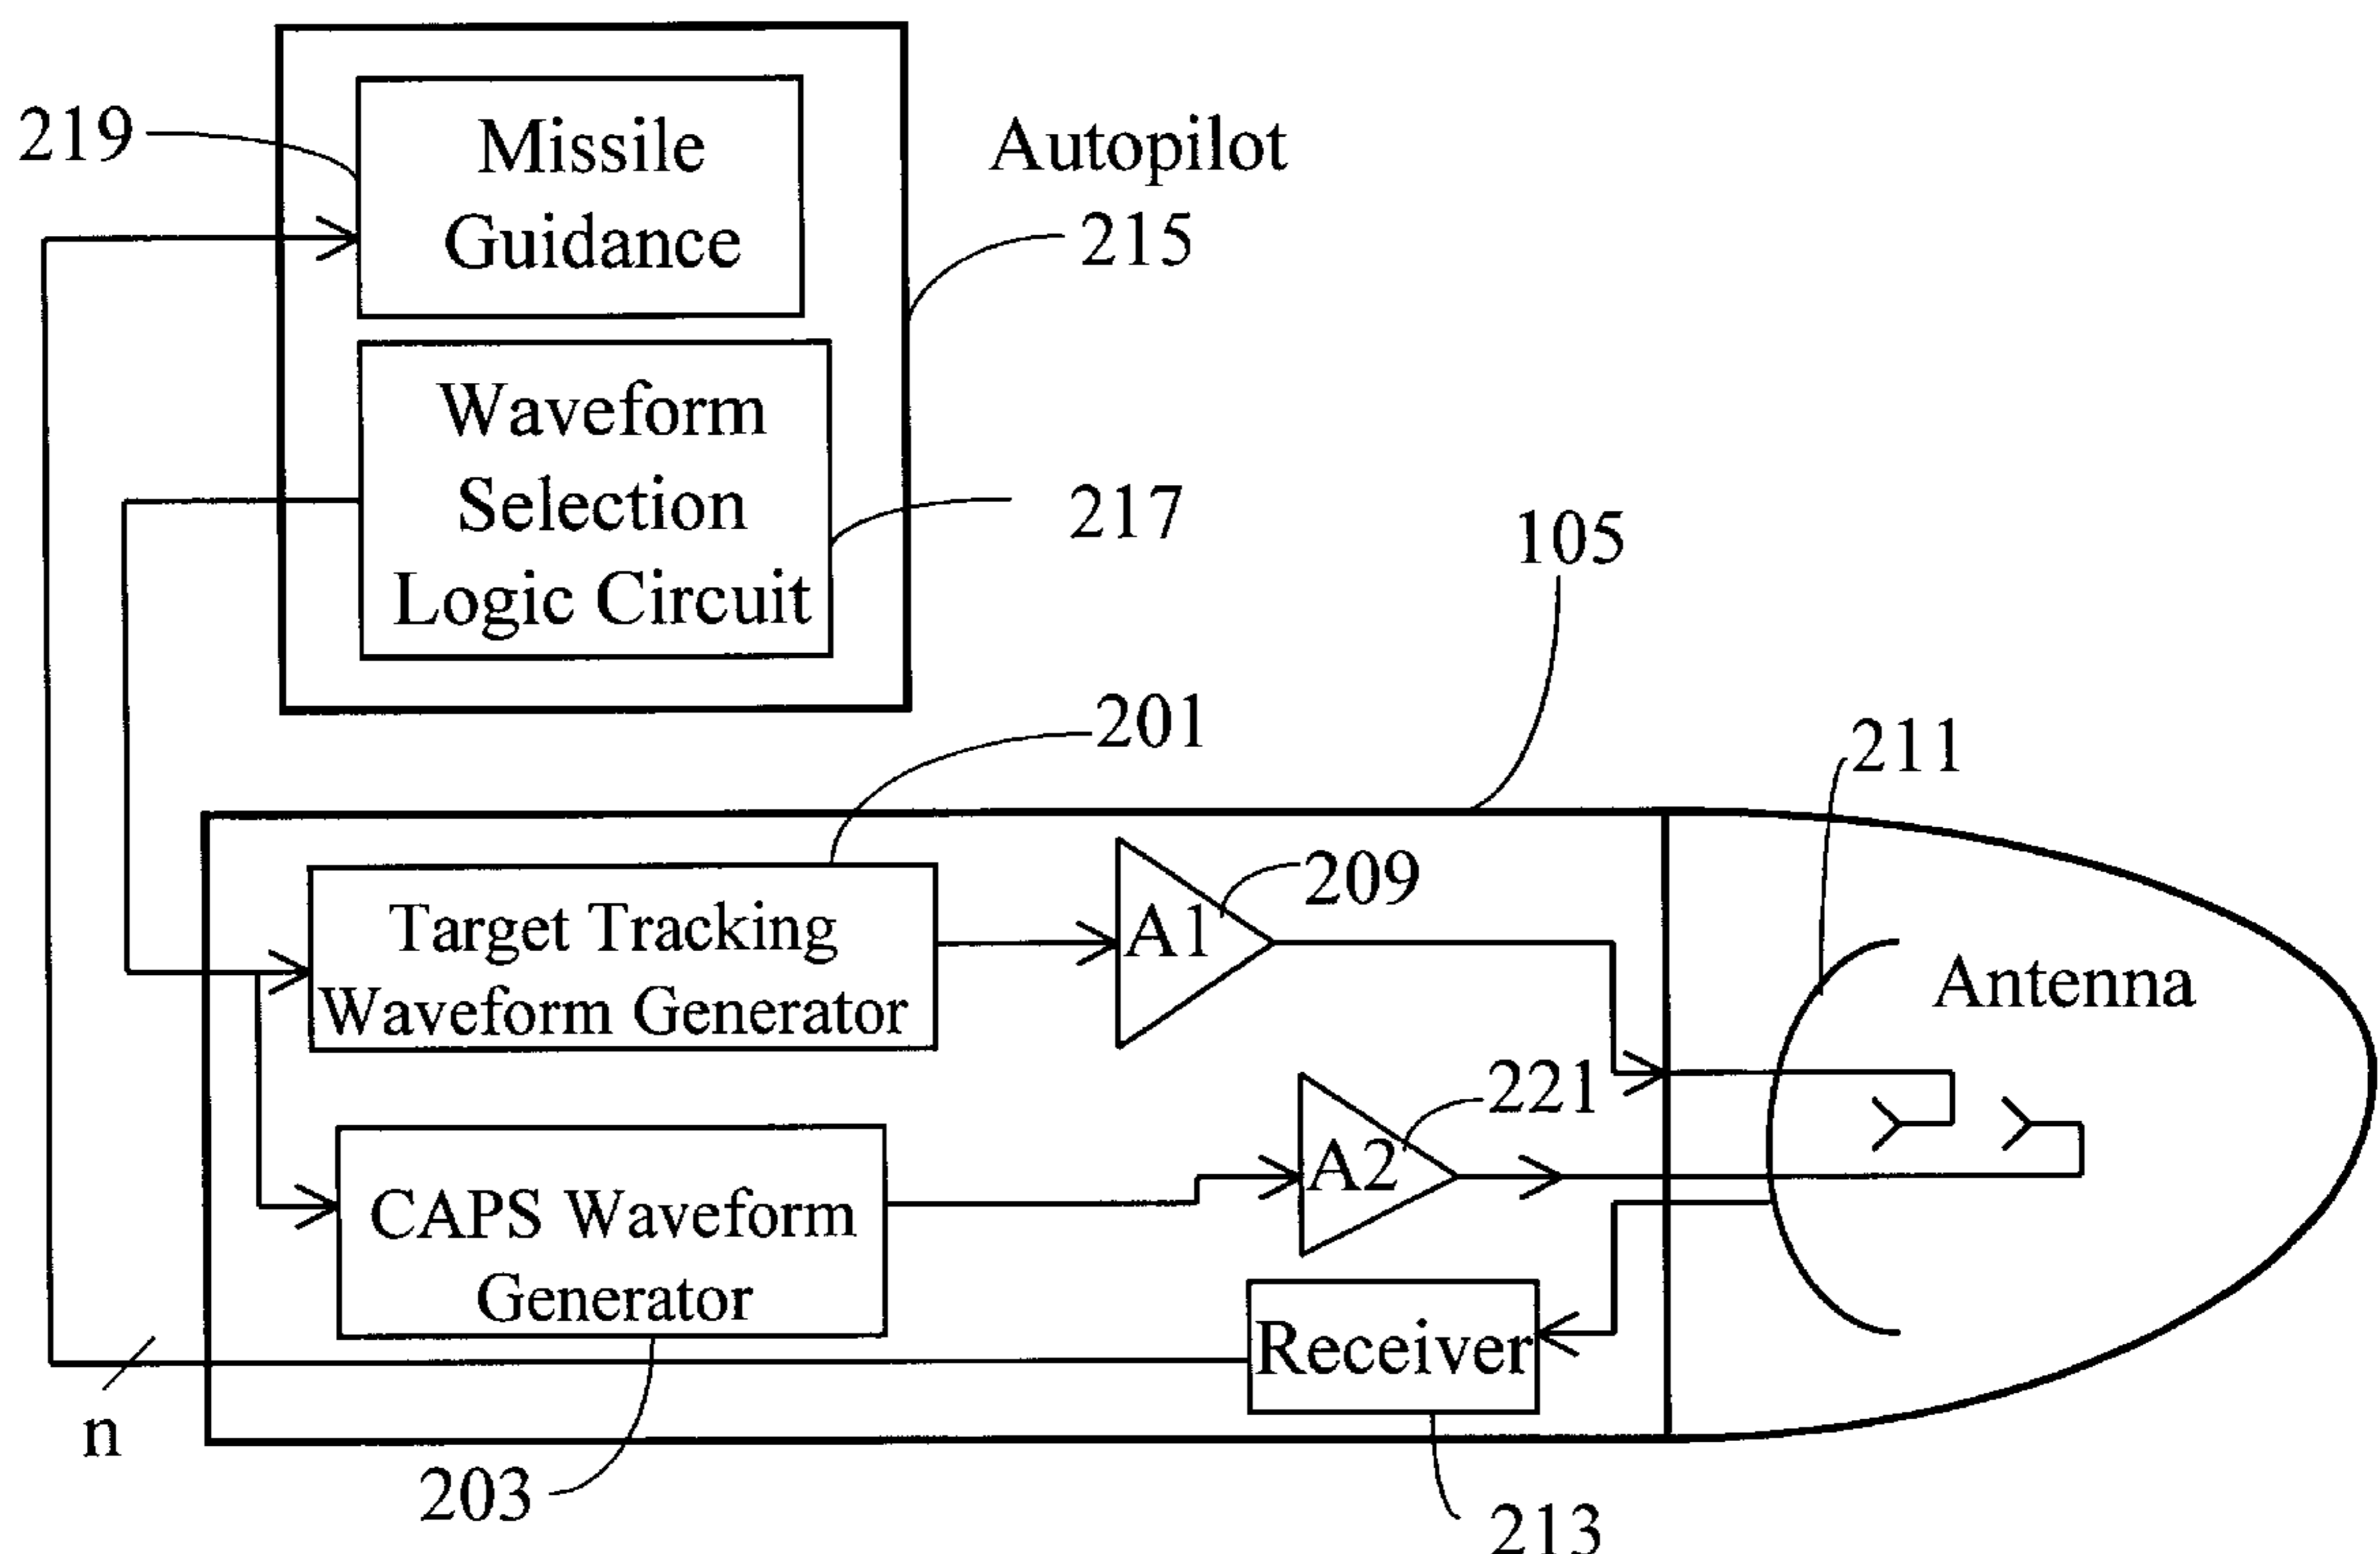 219
Missile
Guidance
Autopilot
215
Waveform
Selection
Logic Circuit
217
105
201
211
Target Tracking
Waveform Generator
A1
209
Antenna
221
A2
CAPS Waveform
Generator
Receiver
n
203
213